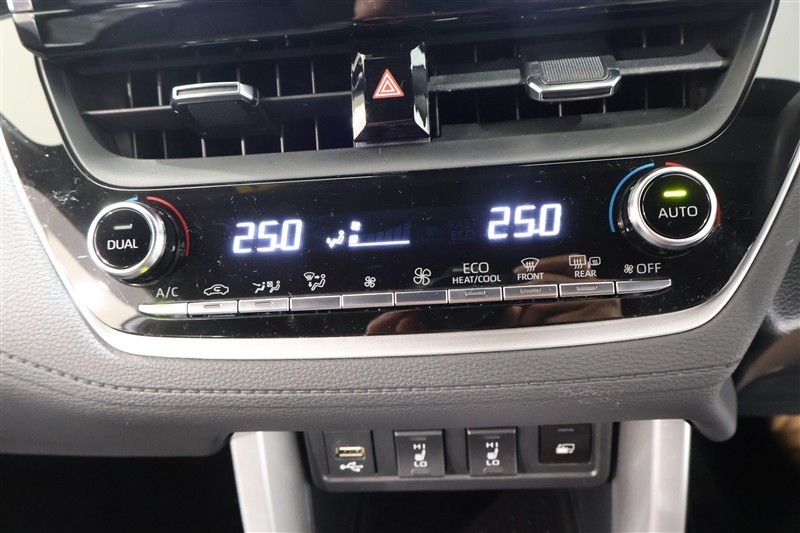 DUAL
25.0
25.0
AUTO
A/C
ECO
HEAT/COOL
FRONT
REAR
OFF
HI
LO
HI
LO